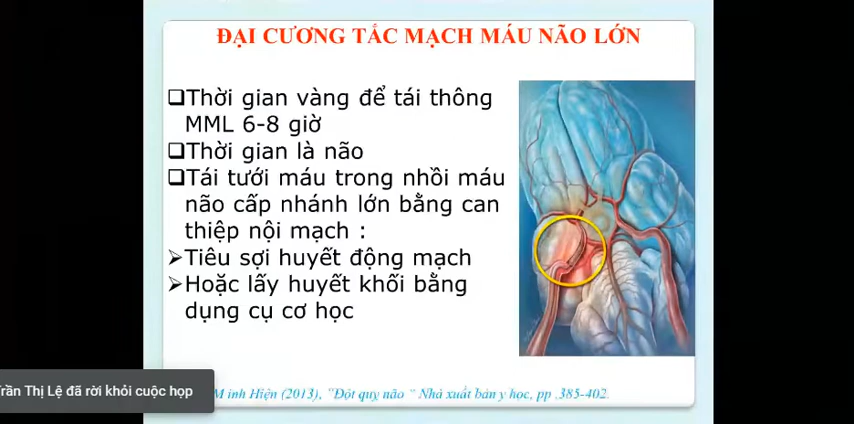 ĐẠI CƯƠNG TẮC MẠCH MÁU NÃO LỚN
❑Thời gian vàng để tái thông
MML 6-8 giờ
❑Thời gian là não
❑Tái tưới máu trong nhồi máu
não cấp nhánh lớn bằng can
thiệp nội mạch :
➢Tiêu sợi huyết động mạch
➢Hoặc lấy huyết khối bằng
dụng cụ cơ học
Trần Thị Lệ đã rời khỏi cuộc họp
M inh Hiện (2013), "Đột quỵ não " Nhà xuất bản y học, pp .385-402.